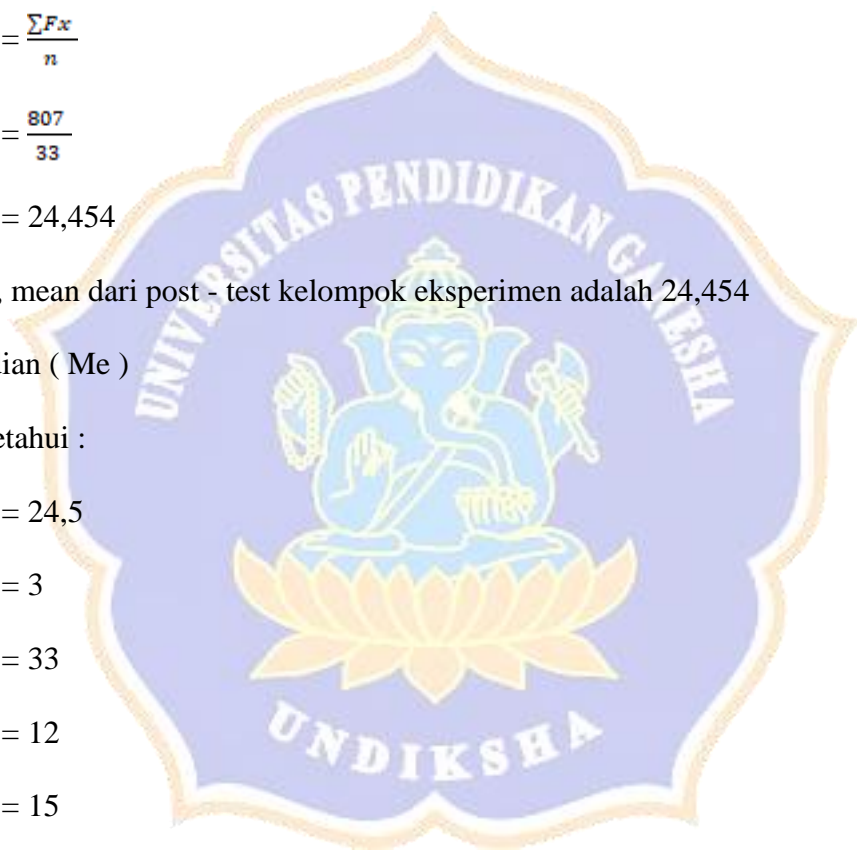 = ∑Fx / n
= 807 / 33
= 24,454
, mean dari post - test kelompok eksperimen adalah 24,454
ian ( Me )
etahui :
= 24,5
= 3
= 33
= 12
= 15
UNIVERSITAS PENDIDIKAN GANESHA
UNDIKSHA